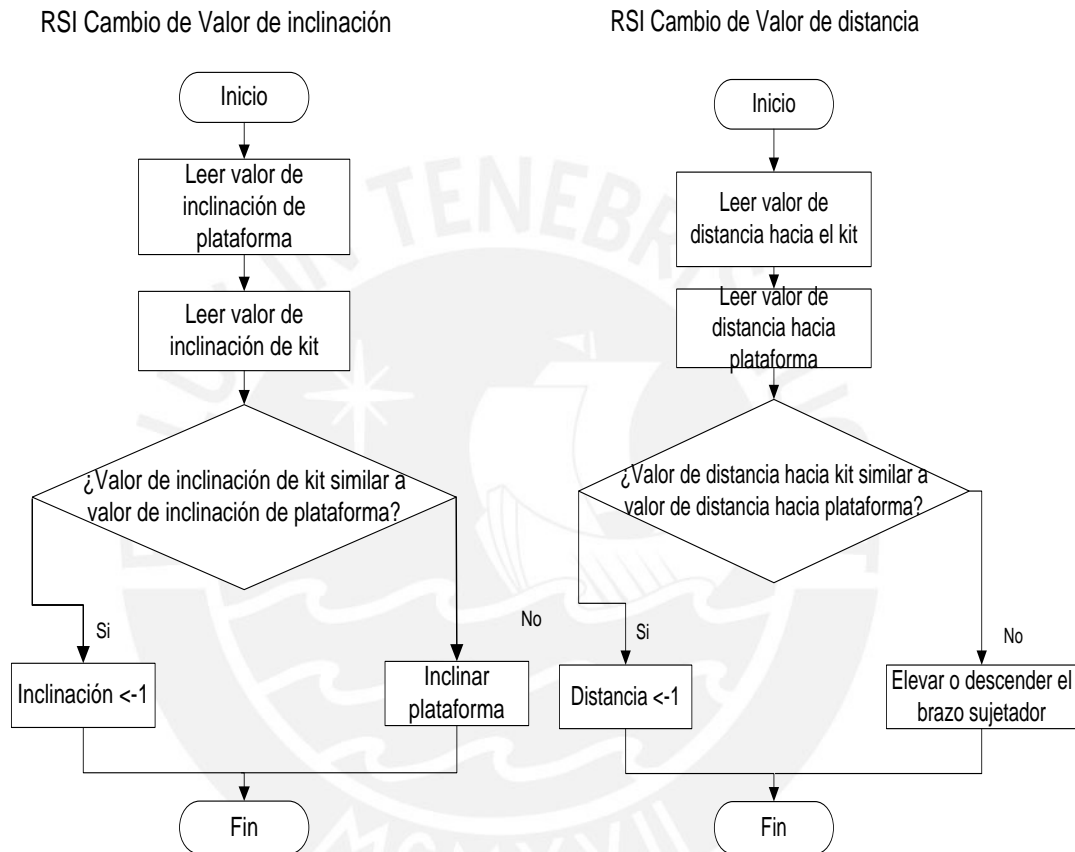 RSI Cambio de Valor de inclinación
Inicio
Leer valor de
inclinación de
plataforma
Leer valor de
inclinación de kit
¿Valor de inclinación de kit similar a
valor de inclinación de plataforma?
Si
No
Inclinación <-1
Inclinar
plataforma
Fin
RSI Cambio de Valor de distancia
Inicio
Leer valor de
distancia hacia el kit
Leer valor de
distancia hacia
plataforma
¿Valor de distancia hacia kit similar a
valor de distancia hacia plataforma?
Si
No
Distancia <-1
Elevar o descender el
brazo sujetador
Fin
TENEBRIS
MCMXVII